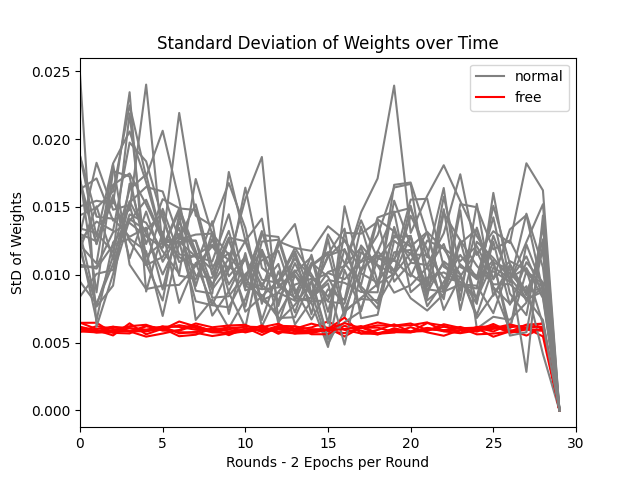 Standard Deviation of Weights over Time
StD of Weights
0.025
0.020
0.015
0.010
0.005
0.000
normal
free
0 5 10 15 20 25 30
Rounds - 2 Epochs per Round